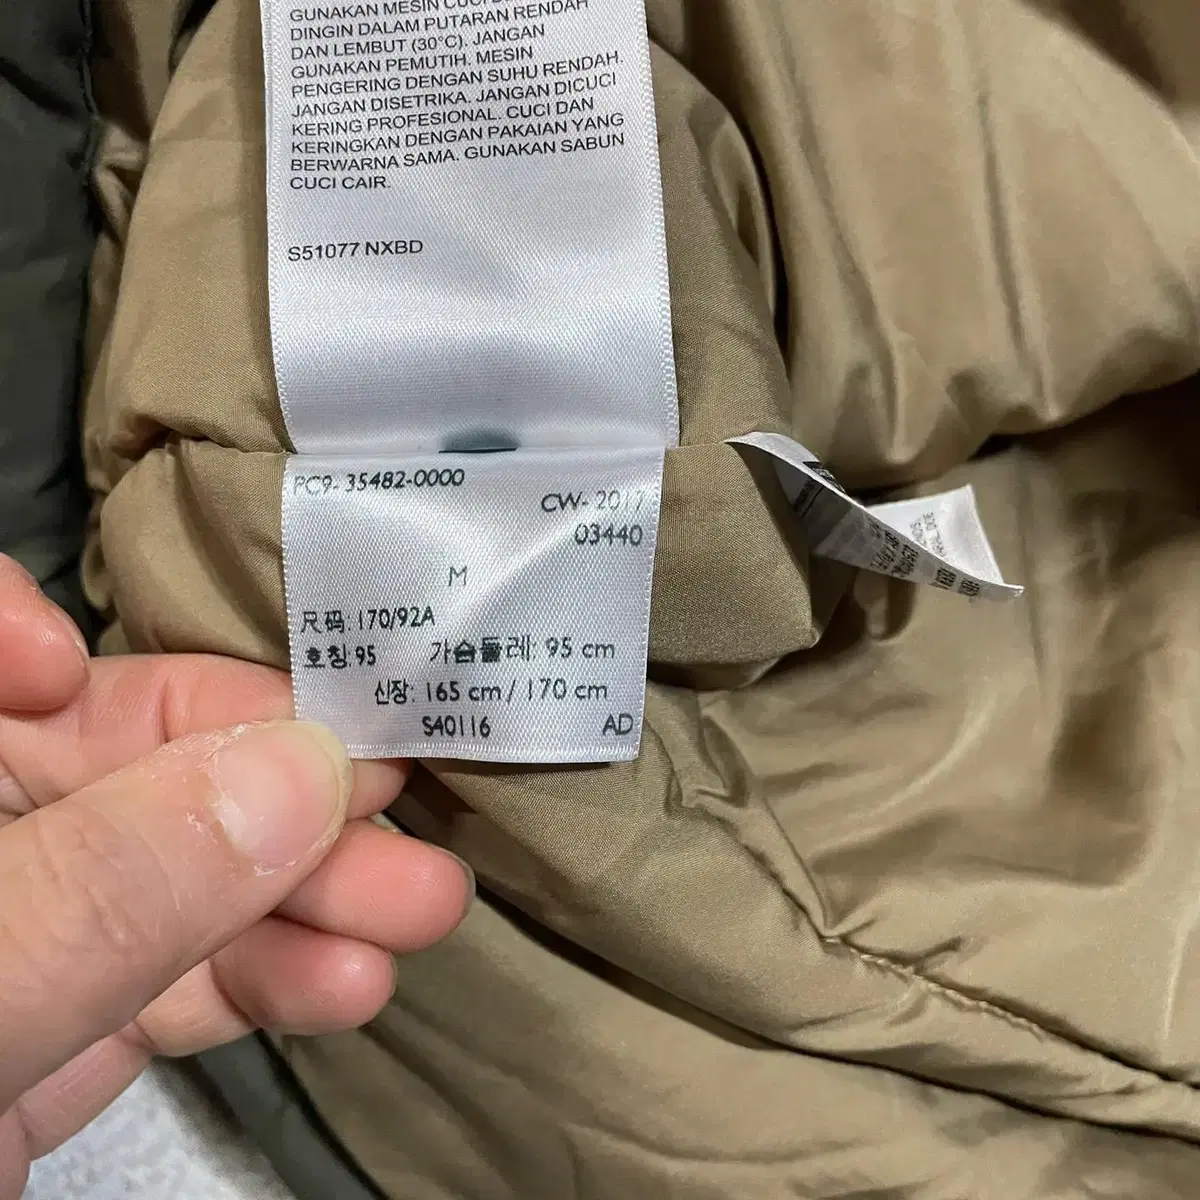 GUNAKAN MESIN CUCI
DINGIN DALAM PUTARAN RENDAH
DAN LEMBUT (30°C). JANGAN
GUNAKAN PEMUTIH. MESIN
PENGERING DENGAN SUHU RENDAH.
JANGAN DISETRIKA. JANGAN DICUCI
KERING PROFESIONAL. CUCI DAN
KERINGKAN DENGAN PAKAIAN YANG
BERWARNA SAMA. GUNAKAN SABUN
CUCI CAIR.
S51077 NXBD
PC9- 35482-0000
CW- 2017
03440
M
尺码: 170/92A
호칭: 95 가슴둘레: 95 cm
신장: 165 cm / 170 cm
S40116 AD